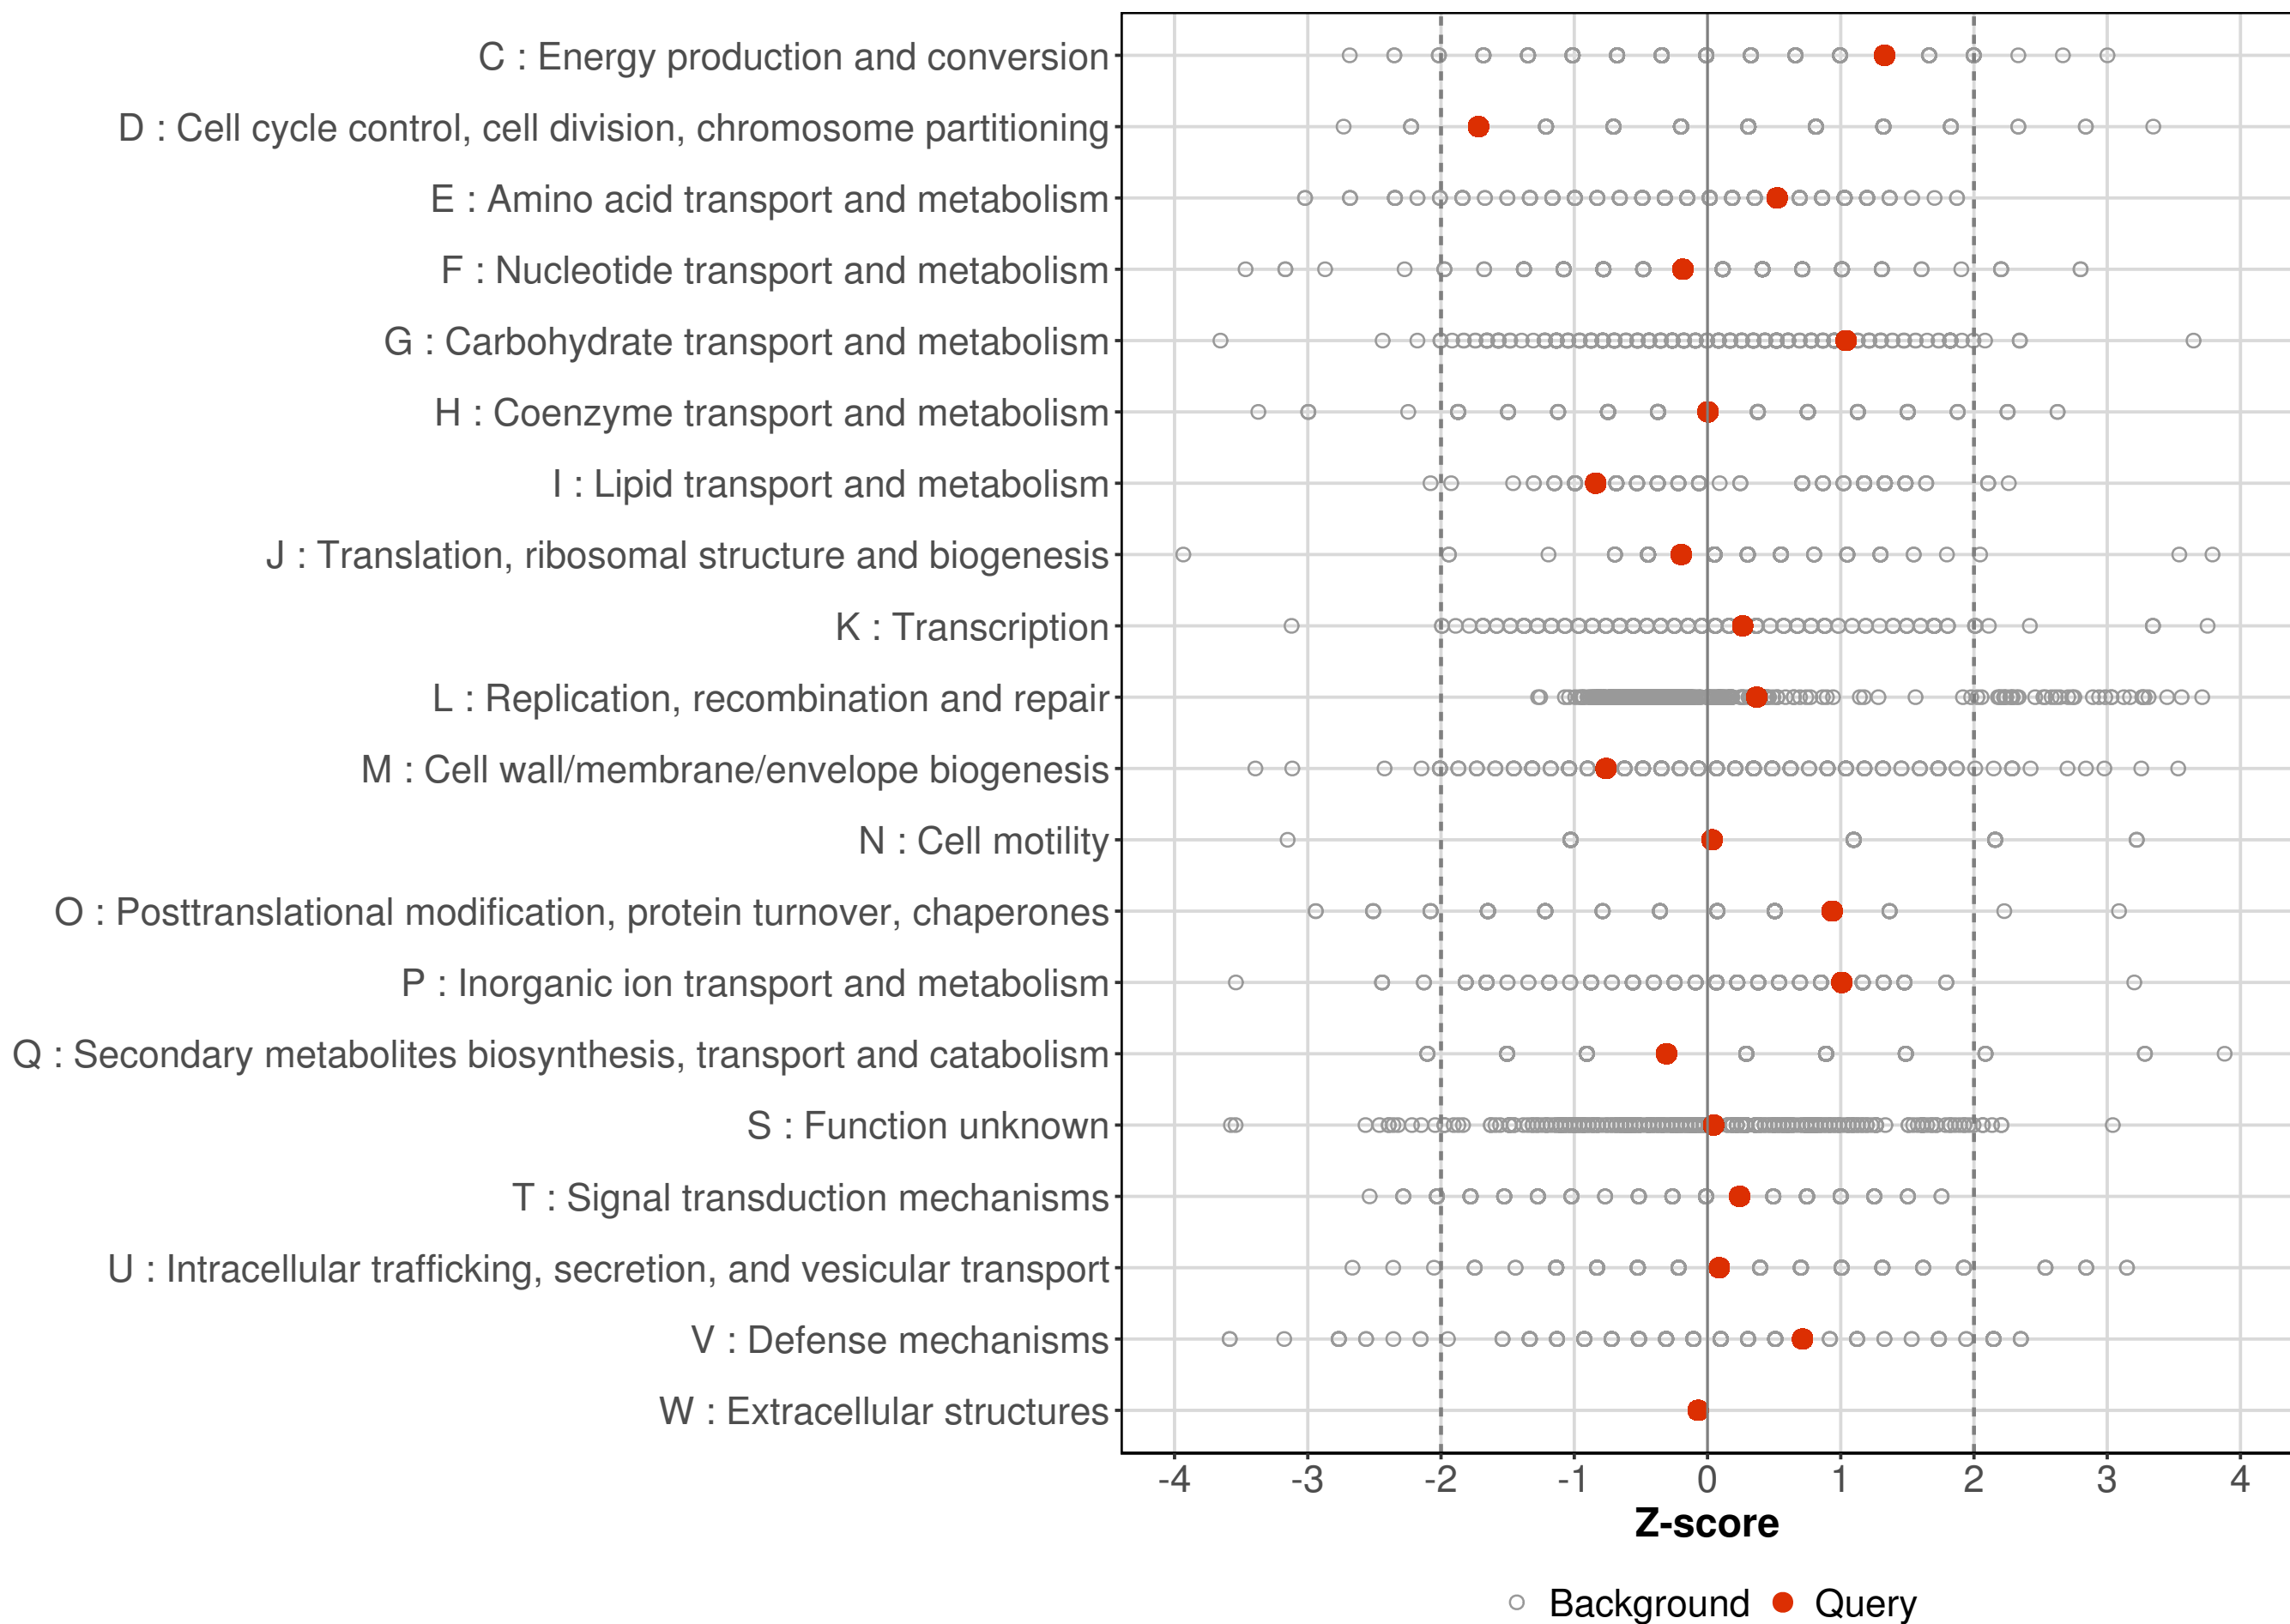 C : Energy production and conversion
D : Cell cycle control, cell division, chromosome partitioning
E : Amino acid transport and metabolism
F : Nucleotide transport and metabolism
G : Carbohydrate transport and metabolism
H : Coenzyme transport and metabolism
I : Lipid transport and metabolism
J : Translation, ribosomal structure and biogenesis
K : Transcription
L : Replication, recombination and repair
M : Cell wall/membrane/envelope biogenesis
N : Cell motility
O : Posttranslational modification, protein turnover, chaperones
P : Inorganic ion transport and metabolism
Q : Secondary metabolites biosynthesis, transport and catabolism
S : Function unknown
T : Signal transduction mechanisms
U : Intracellular trafficking, secretion, and vesicular transport
V : Defense mechanisms
W : Extracellular structures
-4 -3 -2 -1 0 1 2 3 4
Z-score
Background Query